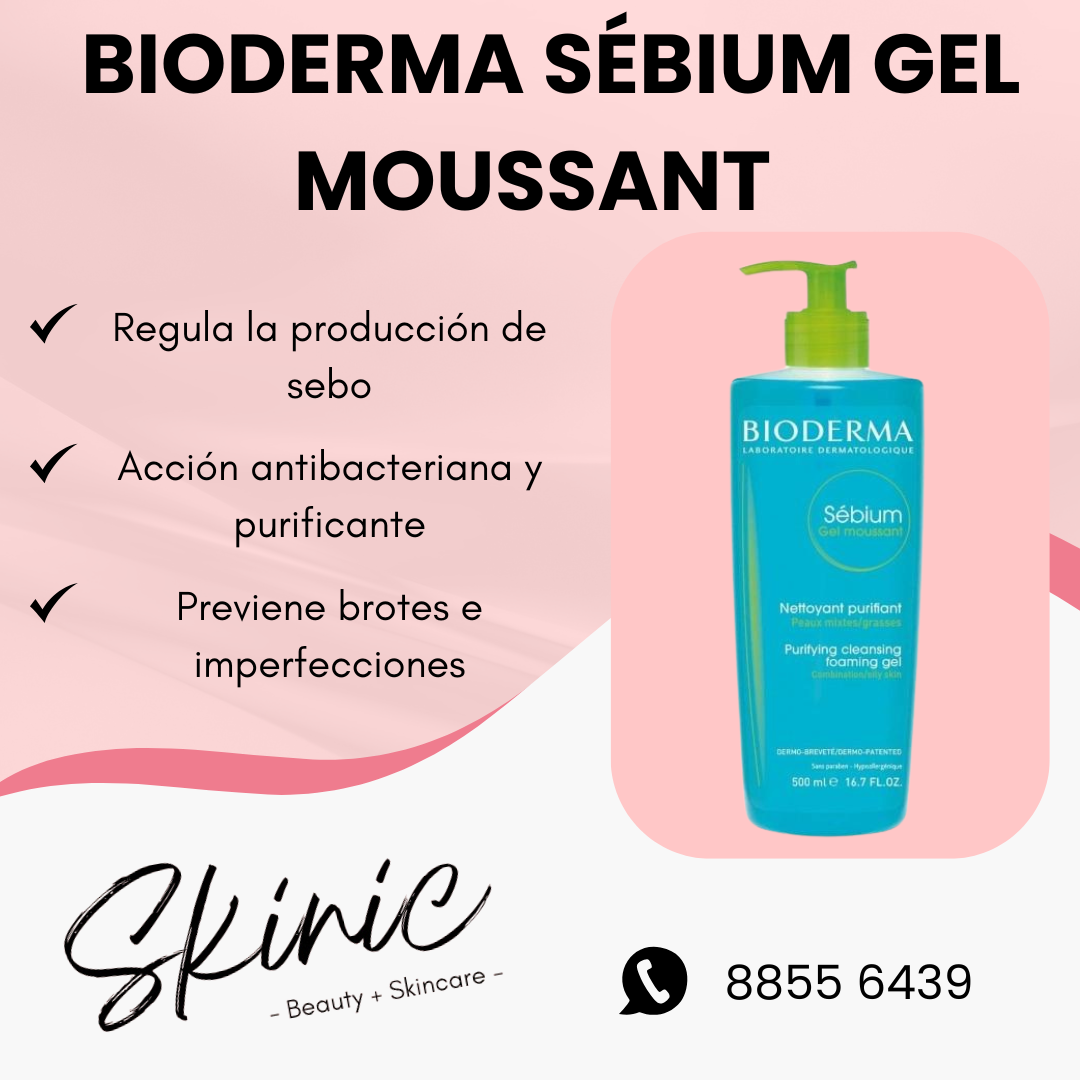 BIODERMA SÉBIUM GEL
MOUSSANT
Regula la producción de
sebo
Acción antibacteriana y
purificante
Previene brotes e
imperfecciones
BIODERMA
LABORATOIRE DERMATOLOGIQUE
Sébium
Gel moussant
Nettoyant purifiant
Peaux mixtes/grasses
Purifying cleansing
foaming gel
Combination/oily skin
DERMO-BREVETÉ/DERMO-PATENTED
Sans paraben - Hypoallergénique
500 ml ℮ 16.7 FL.OZ.
Skinic
- Beauty + Skincare -
8855 6439